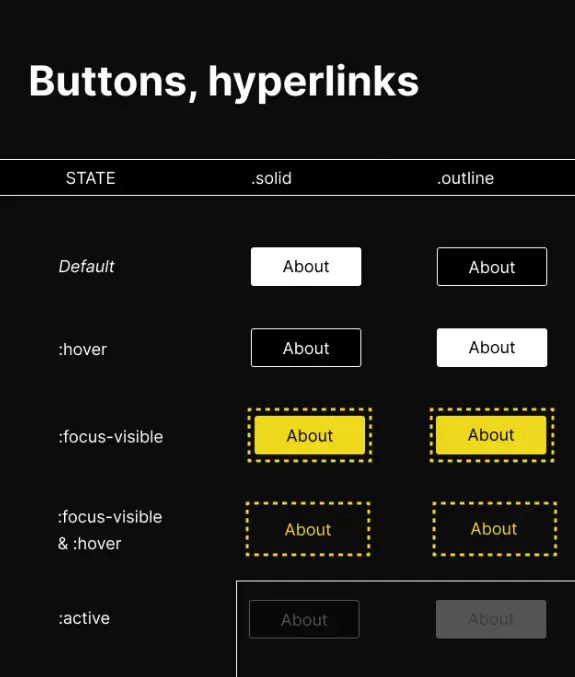 Buttons, hyperlinks
STATE .solid .outline
Default About About
:hover About About
:focus-visible About About
:focus-visible
& :hover About About
:active About About